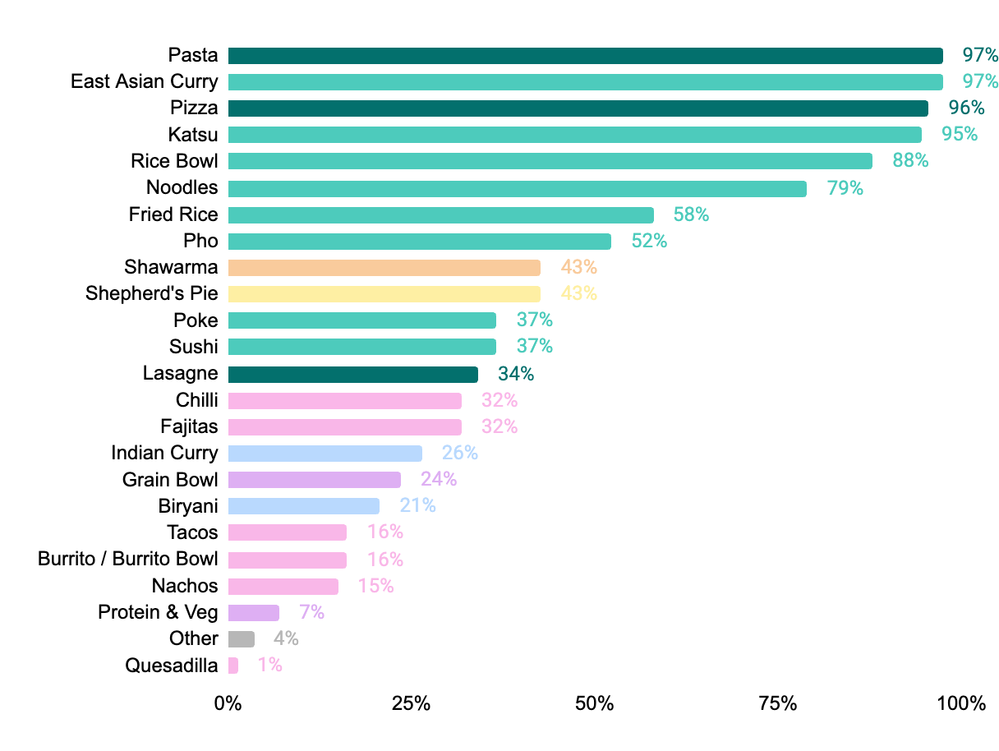 Pasta 97%
East Asian Curry 97%
Pizza 96%
Katsu 95%
Rice Bowl 88%
Noodles 79%
Fried Rice 58%
Pho 52%
Shawarma 43%
Shepherd's Pie 43%
Poke 37%
Sushi 37%
Lasagne 34%
Chilli 32%
Fajitas 32%
Indian Curry 26%
Grain Bowl 24%
Biryani 21%
Tacos 16%
Burrito / Burrito Bowl 16%
Nachos 15%
Protein & Veg 7%
Other 4%
Quesadilla 1%
0% 25% 50% 75% 100%